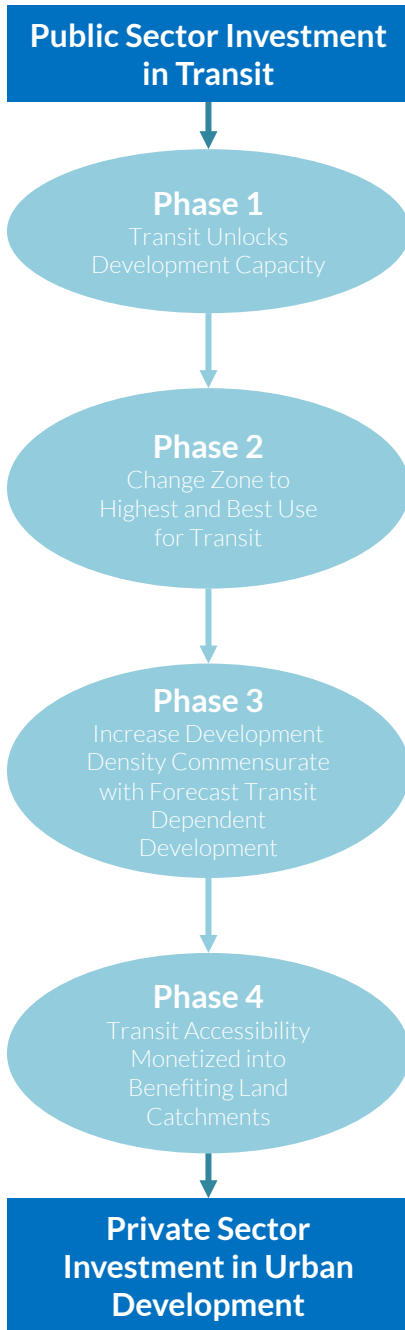 Public Sector Investment
in Transit
Phase 1
Transit Unlocks
Development Capacity
Phase 2
Change Zone to
Highest and Best Use
for Transit
Phase 3
Increase Development
Density Commensurate
with Forecast Transit
Dependent
Development
Phase 4
Transit Accessibility
Monetized into
Benefiting Land
Catchments
Private Sector
Investment in Urban
Development